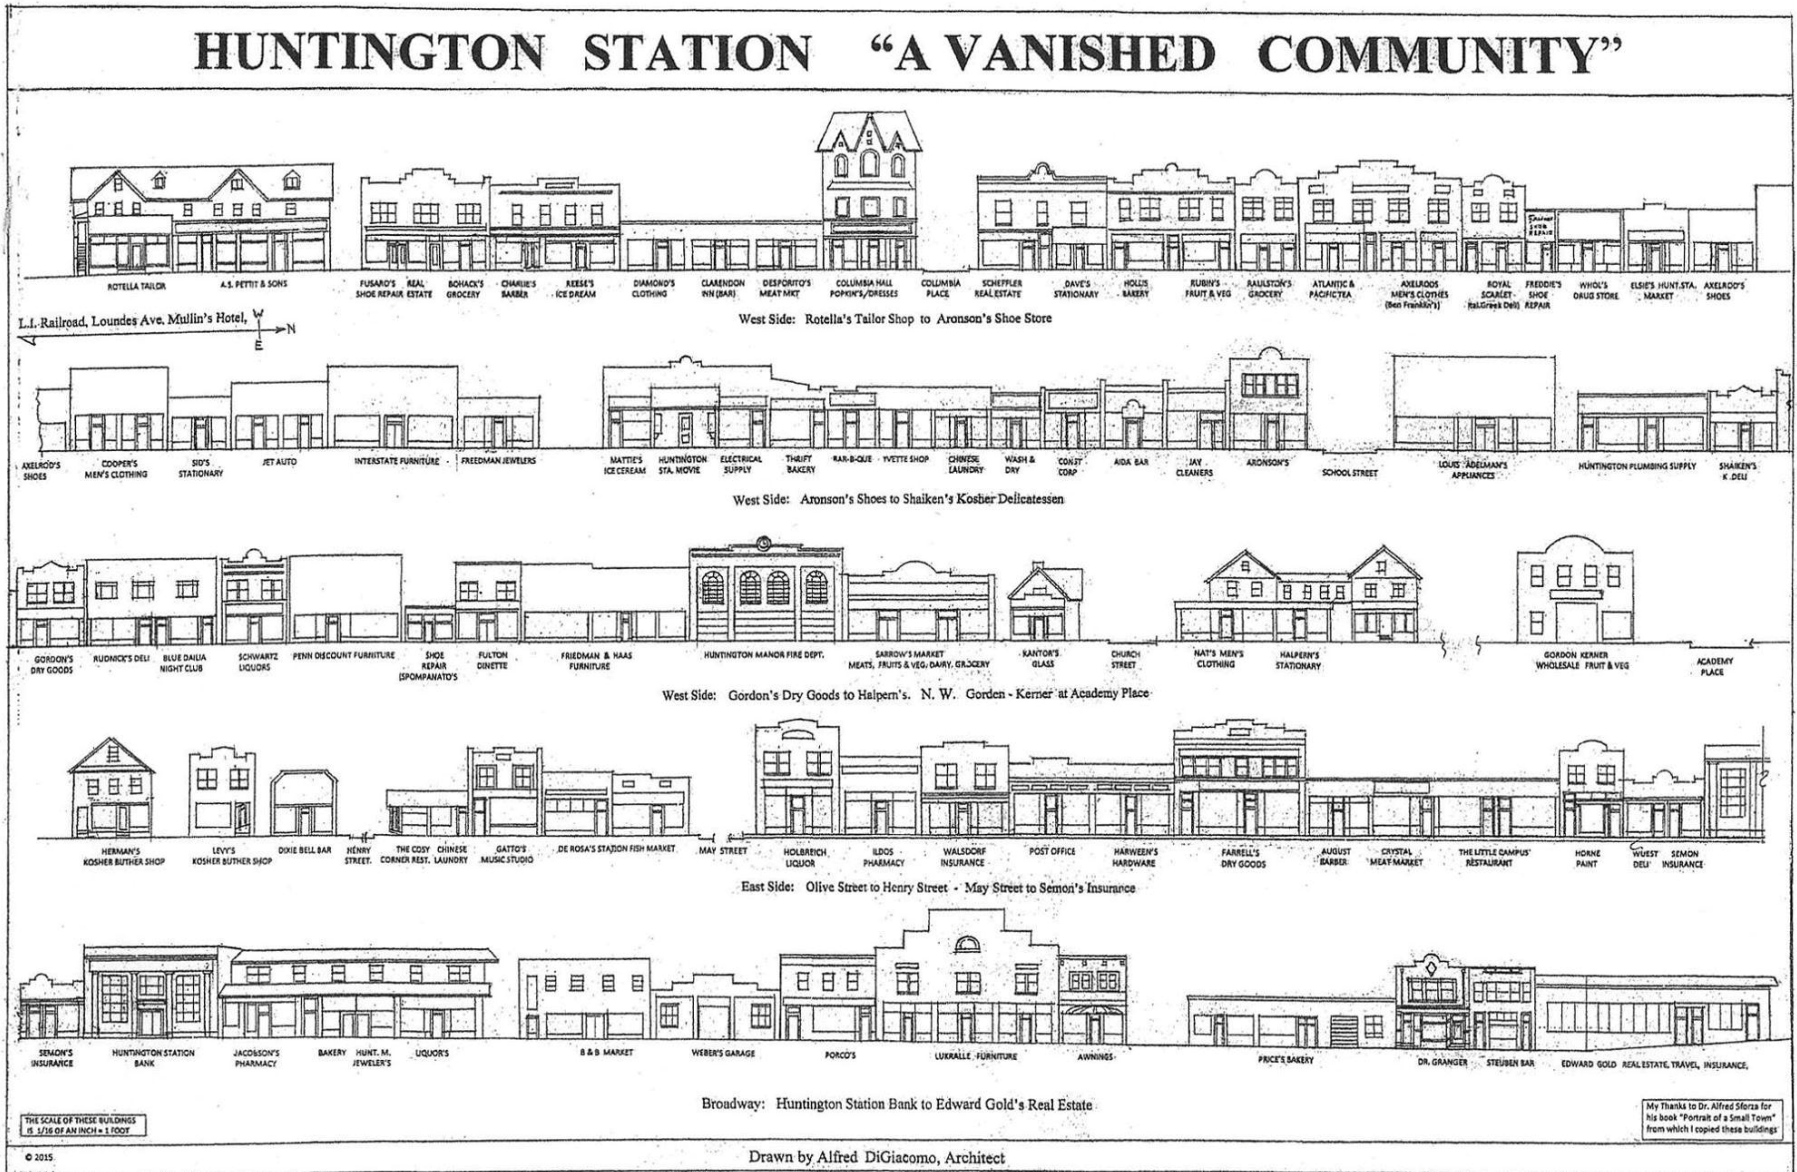 HUNTINGTON STATION “A VANISHED COMMUNITY”
ROTELLA TAILOR
A.S. PETTIT & SONS
FUSARO'S
SHOE REPAIR
REAL
ESTATE
BOHACK'S
GROCERY
CHARLIE'S
BARBER
REESE'S
ICE DREAM
DIAMOND'S
CLOTHING
CLARENDON
INN (BAR)
DESPORITO'S
MEAT MKT
COLUMBIA HALL
POPKIN'S/DRESSES
COLUMBIA
PLACE
SCHEFFLER
REAL ESTATE
DAVE'S
STATIONARY
HOLLIS
BAKERY
RUBIN'S
FRUIT & VEG
RAULSTON'S
GROCERY
ATLANTIC &
PACIFICTEA
AXELRODS
MEN'S CLOTHES
(Ben Franklin's)
ROYAL
SCARLET
Ital.Greek Deli)
FREDDIE'S
SHOE
REPAIR
SHOE
REPAIR
WHOL'S
DRUG STORE
ELSIE'S HUNT.STA.
MARKET
AXELROD'S
SHOES
L.I. Railroad, Loundes Ave. Mullin's Hotel,
W
N
E
West Side: Rotella's Tailor Shop to Aronson's Shoe Store
AXELROD'S
SHOES
COOPER'S
MEN'S CLOTHING
SID'S
STATIONARY
JET AUTO
INTERSTATE FURNITURE
FREEDMAN JEWELERS
MATTIE'S
ICE CEREAM
HUNTINGTON
STA. MOVIE
ELECTRICAL
SUPPLY
THRIFT
BAKERY
BAR-B-QUE
YVETTE SHOP
CHINESE
LAUNDRY
WASH &
DRY
CONST
CORP
AIDA BAR
JAY
CLEANERS
ARONSON'S
SCHOOL STREET
LOUIS ADELMAN'S
APPLIANCES
HUNTINGTON PLUMBING SUPPLY
SHAIKEN'S
K .DELI
West Side: Aronson's Shoes to Shaiken's Kosher Delicatessen
GORDON'S
DRY GOODS
RUDNICK'S DELI
BLUE DAILIA
NIGHT CLUB
SCHWARTZ
LIQUORS
PENN DISCOUNT FURNITURE
SHOE
REPAIR
(SPOMPANATO'S
FULTON
DINETTE
FRIEDMAN & HAAS
FURNITURE
HUNTINGTON MANOR FIRE DEPT.
SARROW'S MARKET
MEATS, FRUITS & VEG, DAIRY, GROCERY
KANTOR'S
GLASS
CHURCH
STREET
NAT'S MEN'S
CLOTHING
HALPERN'S
STATIONARY
GORDON KERNER
WHOLESALE FRUIT & VEG
ACADEMY
PLACE
West Side: Gordon's Dry Goods to Halpern's. N. W. Gorden - Kerner at Academy Place
HERMAN'S
KOSHER BUTHER SHOP
LEVY'S
KOSHER BUTHER SHOP
DIXIE BELL BAR
HENRY
STREET.
THE COSY
CORNER REST.
CHINESE
LAUNDRY
GATTO'S
MUSIC STUDIO
DE ROSA'S STATION FISH MARKET
MAY STREET
HOLBREICH
LIQUOR
ILDOS
PHARMACY
WALSDORF
INSURANCE
POST OFFICE
HARWEEN'S
HARDWARE
FARRELL'S
DRY GOODS
AUGUST
BARBER
CRYSTAL
MEAT MARKET
THE LITTLE CAMPUS
RESTAURANT
HORNE
PAINT
WUEST
DELI
SEMON
INSURANCE
East Side: Olive Street to Henry Street - May Street to Semon's Insurance
SEMON'S
INSURANCE
HUNTINGTON STATION
BANK
JACOBSON'S
PHARMACY
BAKERY
HUNT. M.
JEWELER'S
LIQUOR'S
B & B MARKET
WEBER'S GARAGE
PORCO'S
LUKRALLE FURNITURE
AWNINGS
PRICE'S BAKERY
DR. GRANGER
STEUBEN BAR
EDWARD GOLD REAL ESTATE, TRAVEL, INSURANCE,
Broadway: Huntington Station Bank to Edward Gold's Real Estate
THE SCALE OF THESE BUILDINGS
IS 1/16 OF AN INCH = 1 FOOT
My Thanks to Dr. Alfred Sforza for
his book "Portrait of a Small Town"
from which I copied these buildings
© 2015
Drawn by Alfred DiGiacomo, Architect